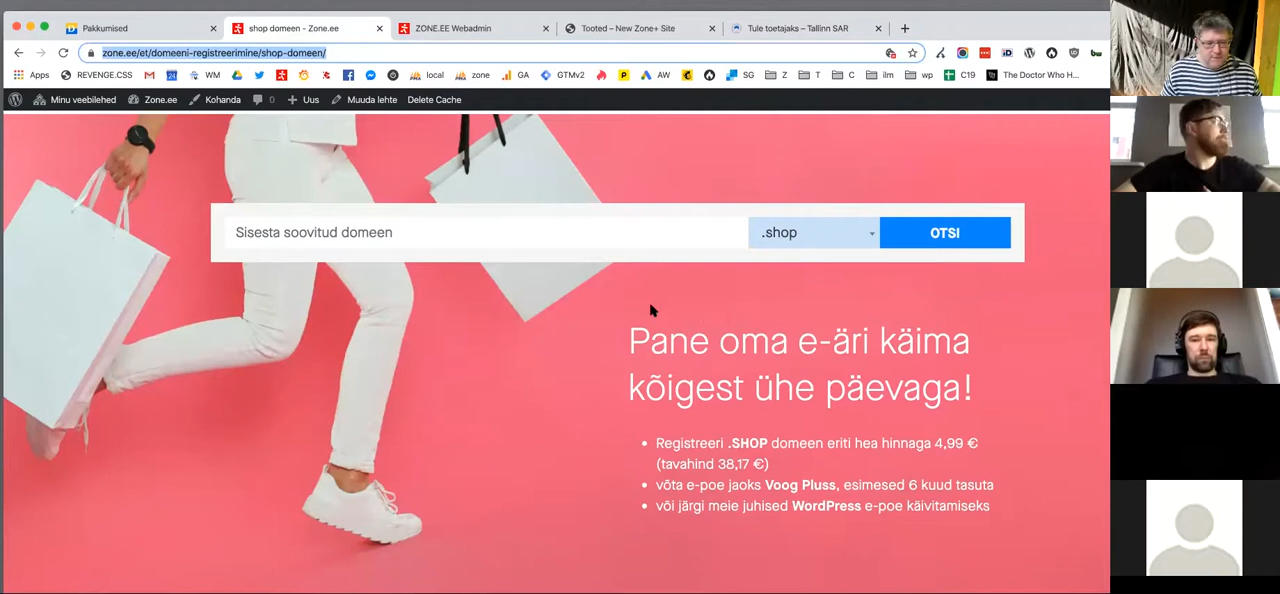 Pakkumised
shop domeen - Zone.ee
ZONE.EE Webadmin
Tooted – New Zone+ Site
Tule toetajaks – Tallinn SAR
zone.ee/et/domeeni-registreerimine/shop-domeen/
Apps
REVENGE.CSS
WM
local
zone
GA
GTMv2
AW
SG
Z
T
C
ilm
wp
C19
The Doctor Who H...
Minu veebilehed
Zone.ee
Kohanda
0
Uus
Muuda lehte
Delete Cache
Sisesta soovitud domeen
.shop
OTSI
Pane oma e-äri käima
kõigest ühe päevaga!
Registreeri .SHOP domeen eriti hea hinnaga 4,99 €
(tavahind 38,17 €)
võta e-poe jaoks Voog Pluss, esimesed 6 kuud tasuta
või järgi meie juhised WordPress e-poe käivitamiseks